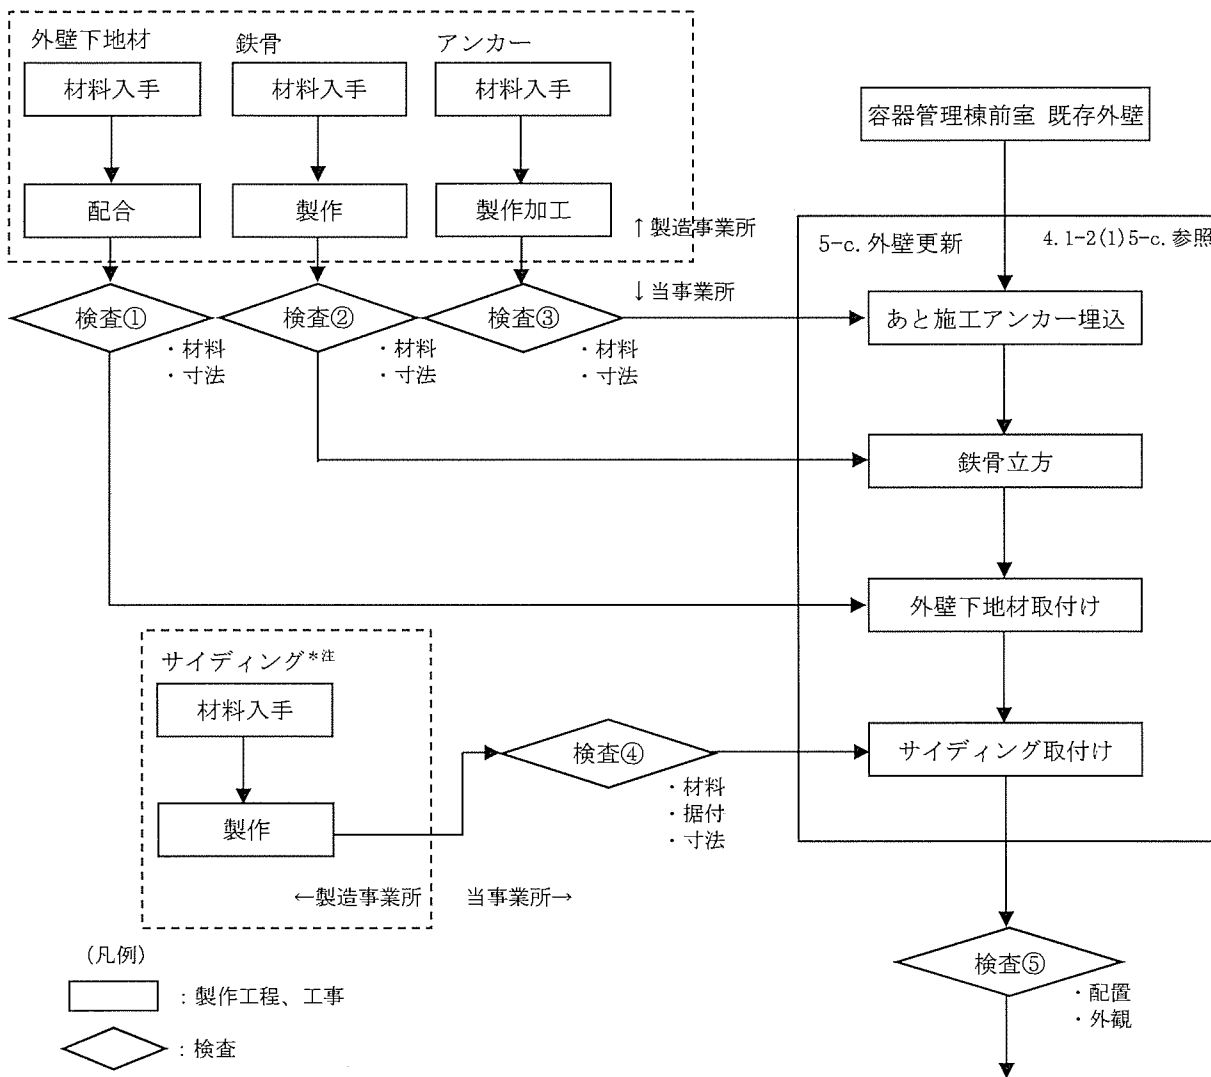 外壁下地材
鉄骨
アンカー
材料入手
材料入手
材料入手
容器管理棟前室 既存外壁
配合
製作
製作加工
↑製造事業所
5-c.外壁更新
4.1-2(1)5-c.参照
↓当事業所
検査①
検査②
検査③
あと施工アンカー埋込
・材料
・寸法
・材料
・寸法
・材料
・寸法
鉄骨立方
外壁下地材取付け
サイディング*注
材料入手
検査④
サイディング取付け
・材料
・据付
・寸法
製作
←製造事業所
当事業所→
(凡例)
検査⑤
：製作工程、工事
・配置
・外観
：検査